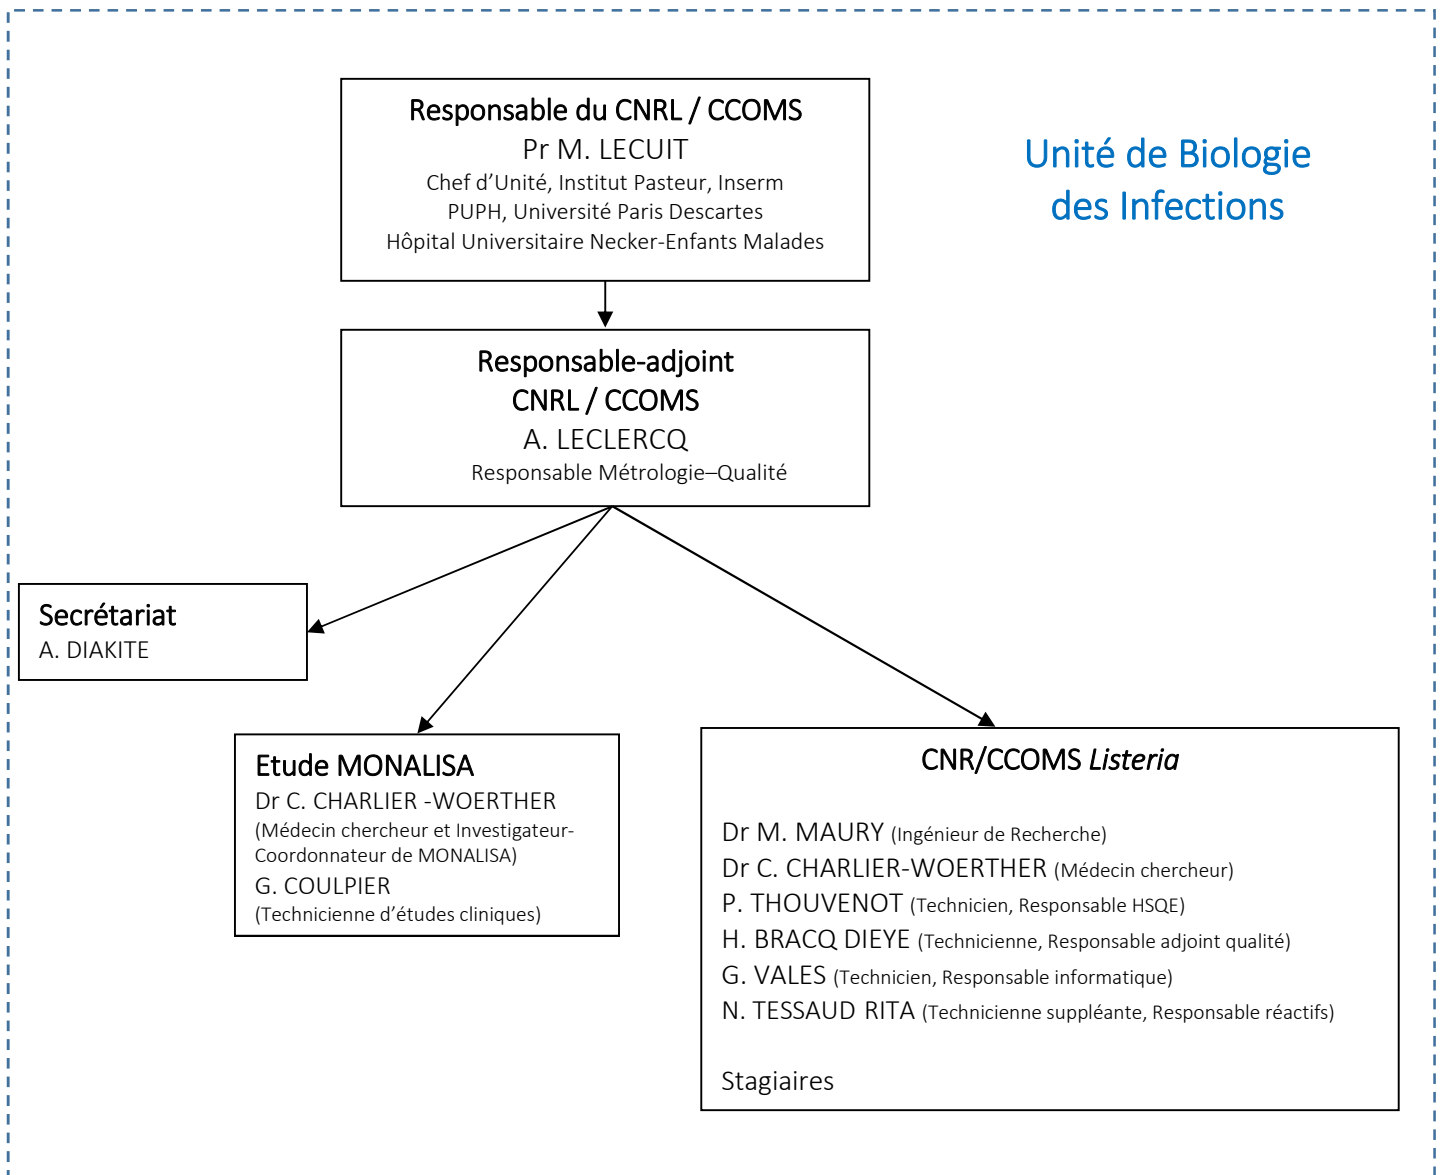 Responsable du CNRL / CCOMS
Pr M. LECUIT
Chef d’Unité, Institut Pasteur, Inserm
PUPH, Université Paris Descartes
Hôpital Universitaire Necker-Enfants Malades
Unité de Biologie
des Infections
Responsable-adjoint
CNRL / CCOMS
A. LECLERCQ
Responsable Métrologie–Qualité
Secrétariat
A. DIAKITE
Etude MONALISA
Dr C. CHARLIER -WOERTHER
(Médecin chercheur et Investigateur-
Coordonnateur de MONALISA)
G. COULPIER
(Technicienne d’études cliniques)
CNR/CCOMS Listeria
Dr M. MAURY (Ingénieur de Recherche)
Dr C. CHARLIER-WOERTHER (Médecin chercheur)
P. THOUVENOT (Technicien, Responsable HSQE)
H. BRACQ DIEYE (Technicienne, Responsable adjoint qualité)
G. VALES (Technicien, Responsable informatique)
N. TESSAUD RITA (Technicienne suppléante, Responsable réactifs)
Stagiaires